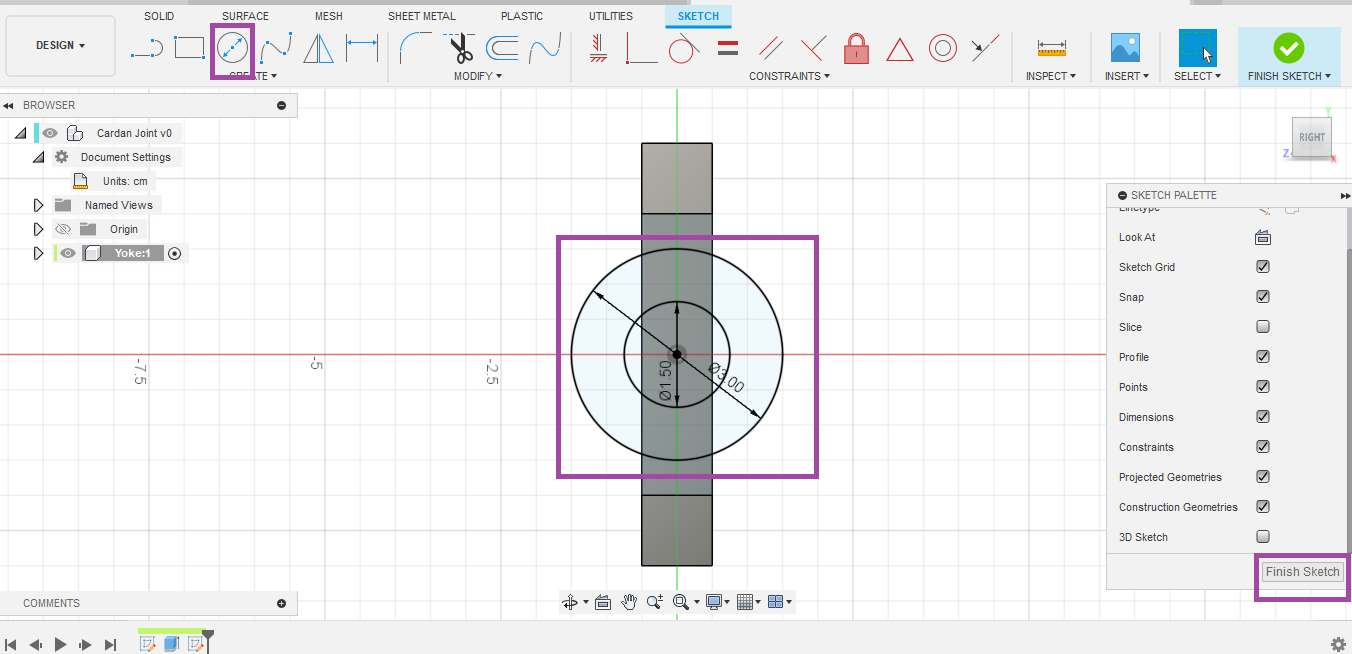 SOLID SURFACE MESH SHEET METAL PLASTIC UTILITIES SKETCH
DESIGN ▾
CREATE ▾ MODIFY ▾ CONSTRAINTS ▾ INSPECT ▾ INSERT ▾ SELECT ▾ FINISH SKETCH ▾
BROWSER
Cardan Joint v0
Document Settings
Units: cm
Named Views
Origin
Yoke:1
RIGHT
Y
Z
X
SKETCH PALETTE
Linetype
Look At
Sketch Grid
Snap
Slice
Profile
Points
Dimensions
Constraints
Projected Geometries
Construction Geometries
3D Sketch
Finish Sketch
-7.5
-5
-2.5
Ø1.50
Ø3.00
COMMENTS